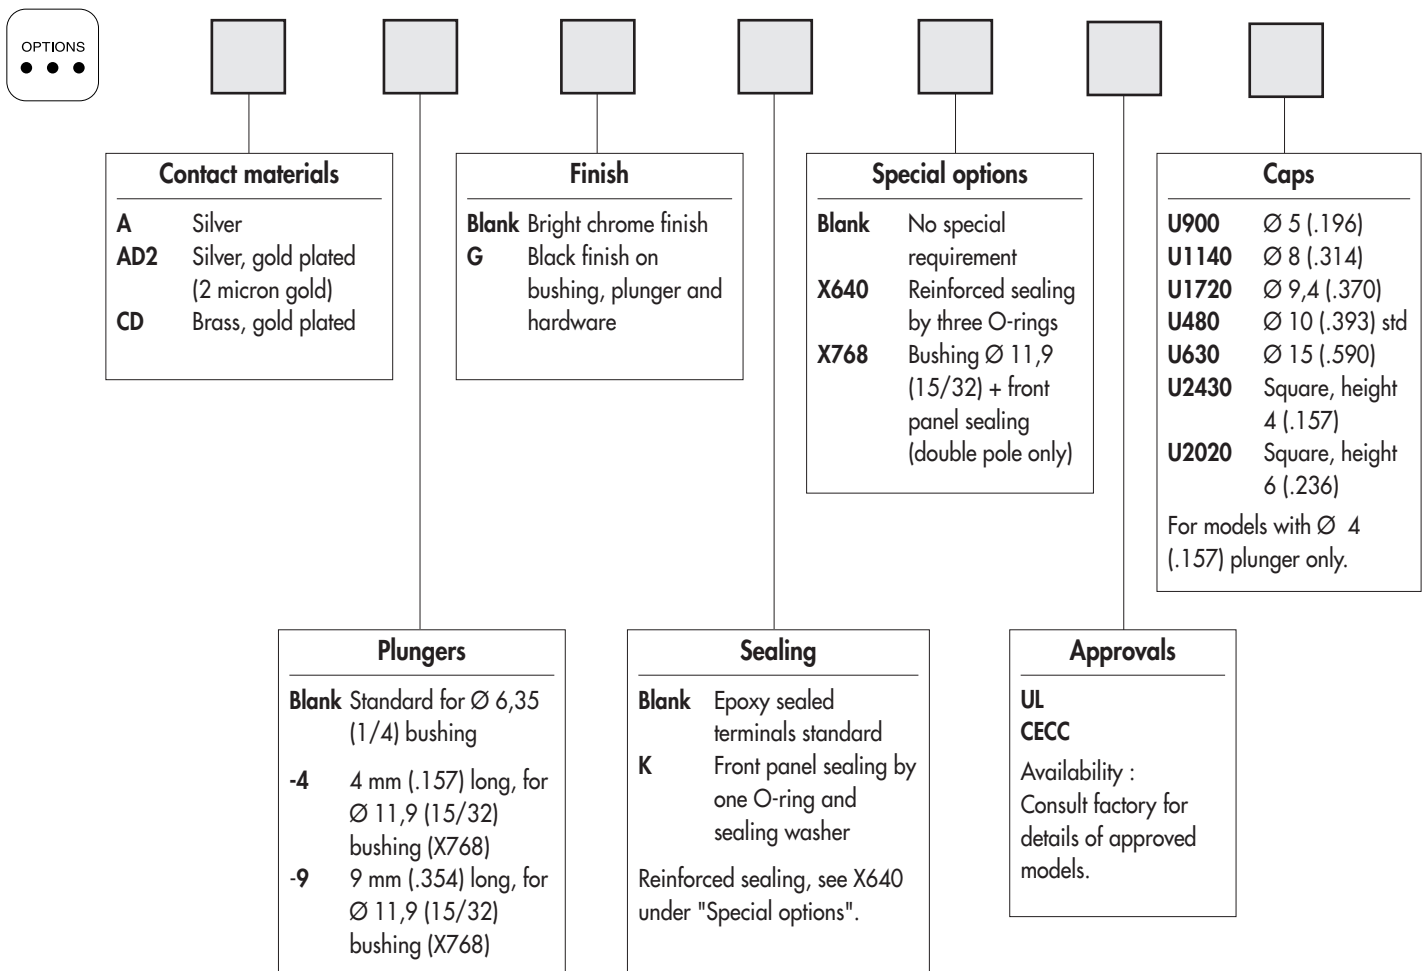 OPTIONS
Contact materials
A Silver
AD2 Silver, gold plated
(2 micron gold)
CD Brass, gold plated
Finish
Blank Bright chrome finish
G Black finish on
bushing, plunger and
hardware
Special options
Blank No special
requirement
X640 Reinforced sealing
by three O-rings
X768 Bushing Ø 11,9
(15/32) + front
panel sealing
(double pole only)
Caps
U900 Ø 5 (.196)
U1140 Ø 8 (.314)
U1720 Ø 9,4 (.370)
U480 Ø 10 (.393) std
U630 Ø 15 (.590)
U2430 Square, height
4 (.157)
U2020 Square, height
6 (.236)
For models with Ø 4
(.157) plunger only.
Plungers
Blank Standard for Ø 6,35
(1/4) bushing
-4 4 mm (.157) long, for
Ø 11,9 (15/32)
bushing (X768)
-9 9 mm (.354) long, for
Ø 11,9 (15/32)
bushing (X768)
Sealing
Blank Epoxy sealed
terminals standard
K Front panel sealing by
one O-ring and
sealing washer
Reinforced sealing, see X640
under "Special options".
Approvals
UL
CECC
Availability :
Consult factory for
details of approved
models.